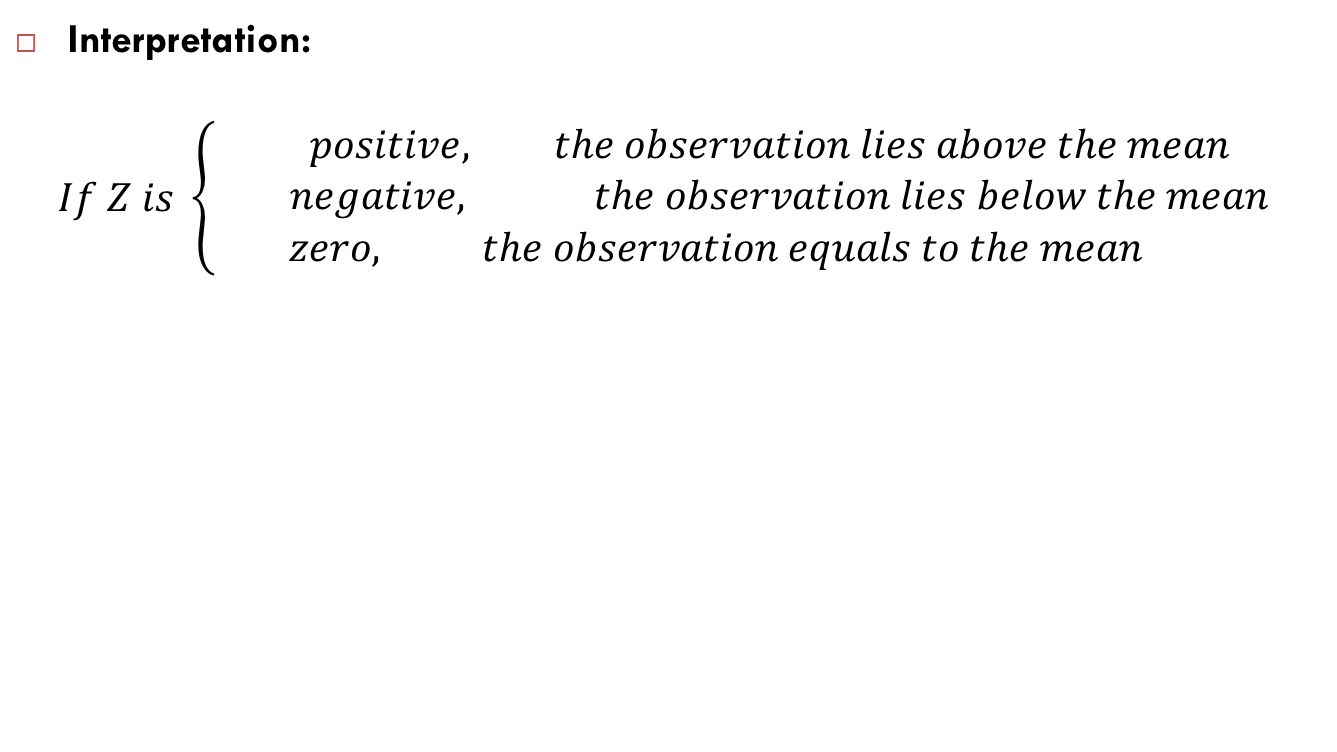 Interpretation:
positive, the observation lies above the mean
If Z is { negative, the observation lies below the mean
zero, the observation equals to the mean